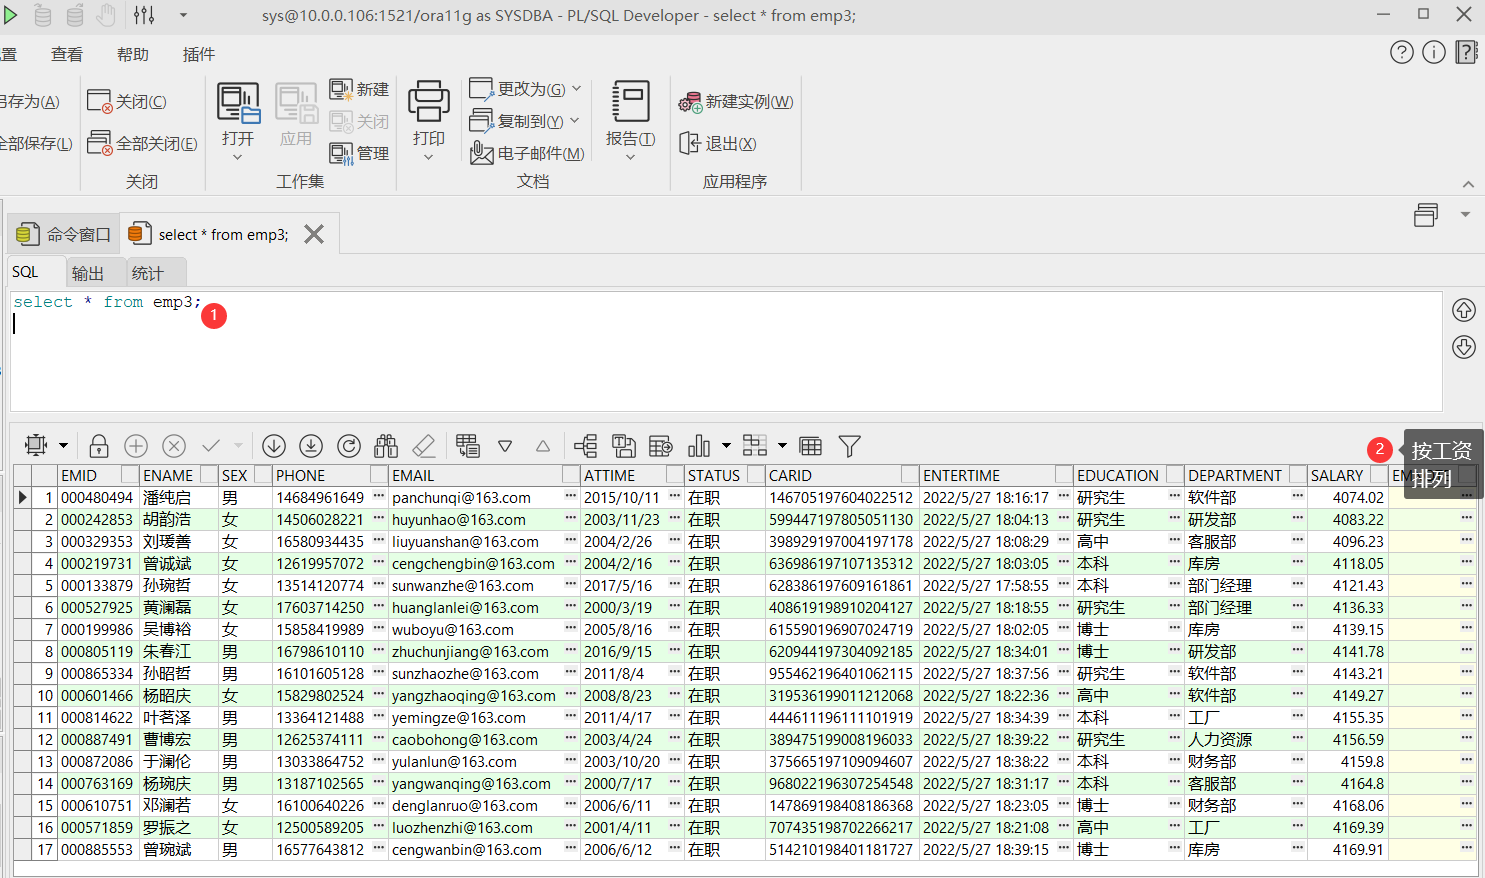 sys@10.0.0.106:1521/ora11g as SYSDBA - PL/SQL Developer - select * from emp3;
置 查看 帮助 插件
另存为(A) 关闭(C) 打开 应用 新建 关闭 管理 打印 更改为(G) 复制到(Y) 电子邮件(M) 报告(T) 新建实例(W)
全部保存(L) 全部关闭(E) 退出(X)
关闭 工作集 文档 应用程序
命令窗口 select * from emp3;
SQL 输出 统计
select * from emp3;
1
2 按工资
排列
EMID ENAME SEX PHONE EMAIL ATTIME STATUS CARID ENTERTIME EDUCATION DEPARTMENT SALARY
1 000480494 潘纯启 男 14684961649 panchunqi@163.com 2015/10/11 在职 146705197604022512 2022/5/27 18:16:17 研究生 软件部 4074.02
2 000242853 胡韵浩 女 14506028221 huyunhao@163.com 2003/11/23 在职 599447197805051130 2022/5/27 18:04:13 研究生 研发部 4083.22
3 000329353 刘瑗善 女 16580934435 liuyuanshan@163.com 2004/2/26 在职 398929197004197178 2022/5/27 18:08:29 高中 客服部 4096.23
4 000219731 曾诚斌 女 12619957072 cengchengbin@163.com 2004/2/16 在职 636986197107135312 2022/5/27 18:03:05 本科 库房 4118.05
5 000133879 孙琬哲 女 13514120774 sunwanzhe@163.com 2017/5/16 在职 628386197609161861 2022/5/27 17:58:55 本科 部门经理 4121.43
6 000527925 黄澜磊 女 17603714250 huanglanlei@163.com 2000/3/19 在职 408619198910204127 2022/5/27 18:18:55 研究生 部门经理 4136.33
7 000199986 吴博裕 女 15858419989 wuboyu@163.com 2005/8/16 在职 615590196907024719 2022/5/27 18:02:05 博士 库房 4139.15
8 000805119 朱春江 男 16798610110 zhuchunjiang@163.com 2016/9/15 在职 620944197304092185 2022/5/27 18:34:01 博士 研发部 4141.78
9 000865334 孙昭哲 男 16101605128 sunzhaozhe@163.com 2011/8/4 在职 955462196401062115 2022/5/27 18:37:56 研究生 软件部 4143.21
10 000601466 杨昭庆 女 15829802524 yangzhaoqing@163.com 2008/8/23 在职 319536199011212068 2022/5/27 18:22:36 高中 软件部 4149.27
11 000814622 叶茗泽 男 13364121488 yemingze@163.com 2011/4/17 在职 444611196111101919 2022/5/27 18:34:39 本科 工厂 4155.35
12 000887491 曹博宏 男 12625374111 caobohong@163.com 2003/4/24 在职 389475199008196033 2022/5/27 18:39:22 研究生 人力资源 4156.59
13 000872086 于澜伦 男 13033864752 yulanlun@163.com 2003/10/20 在职 375665197109094607 2022/5/27 18:38:22 本科 财务部 4159.8
14 000763169 杨琬庆 男 13187102565 yangwanqing@163.com 2000/7/17 在职 968022196307254548 2022/5/27 18:31:17 本科 客服部 4164.8
15 000610751 邓澜若 女 16100640226 denglanruo@163.com 2006/6/11 在职 147869198408186368 2022/5/27 18:23:05 博士 财务部 4168.06
16 000571859 罗振之 女 12500589205 luozhenzhi@163.com 2001/4/11 在职 707435198702266217 2022/5/27 18:21:08 高中 工厂 4169.39
17 000885553 曾琬斌 男 16577643812 cengwanbin@163.com 2006/6/12 在职 514210198401181727 2022/5/27 18:39:15 博士 库房 4169.91